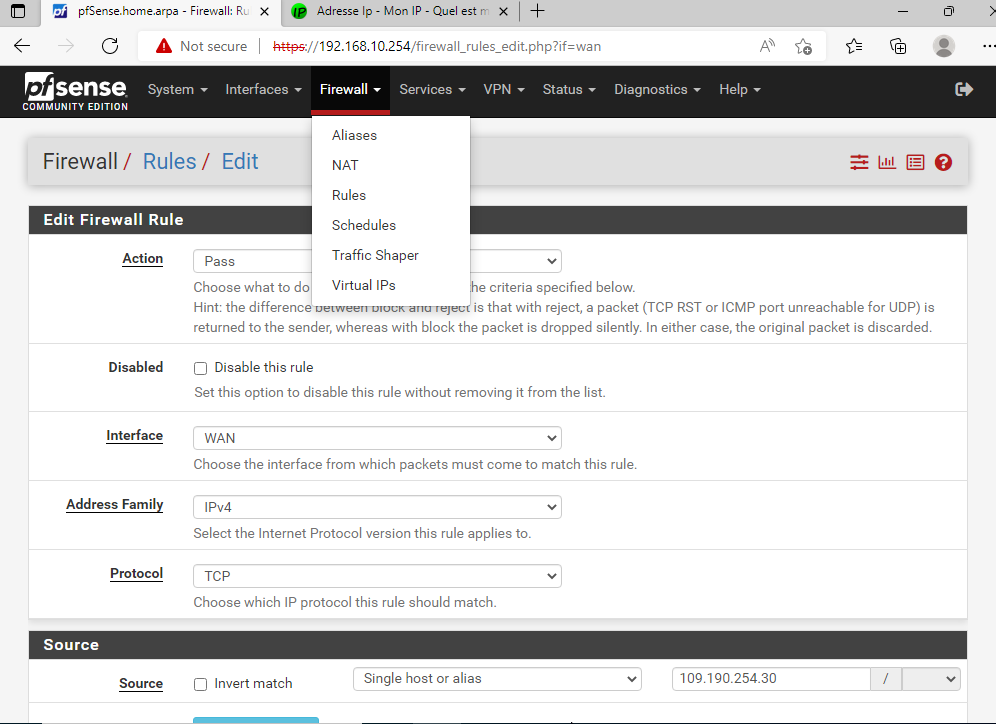 pfSense.home.arpa - Firewall: Ru
Adresse Ip - Mon IP - Quel est m
Not secure
https://192.168.10.254/firewall_rules_edit.php?if=wan
pfsense
COMMUNITY EDITION
System
Interfaces
Firewall
Services
VPN
Status
Diagnostics
Help
Aliases
NAT
Rules
Schedules
Traffic Shaper
Virtual IPs
Firewall / Rules / Edit
Edit Firewall Rule
Action
Pass
Choose what to do he criteria specified below.
Hint: the difference between block and reject is that with reject, a packet (TCP RST or ICMP port unreachable for UDP) is
returned to the sender, whereas with block the packet is dropped silently. In either case, the original packet is discarded.
Disabled
Disable this rule
Set this option to disable this rule without removing it from the list.
Interface
WAN
Choose the interface from which packets must come to match this rule.
Address Family
IPv4
Select the Internet Protocol version this rule applies to.
Protocol
TCP
Choose which IP protocol this rule should match.
Source
Source
Invert match
Single host or alias
109.190.254.30
/